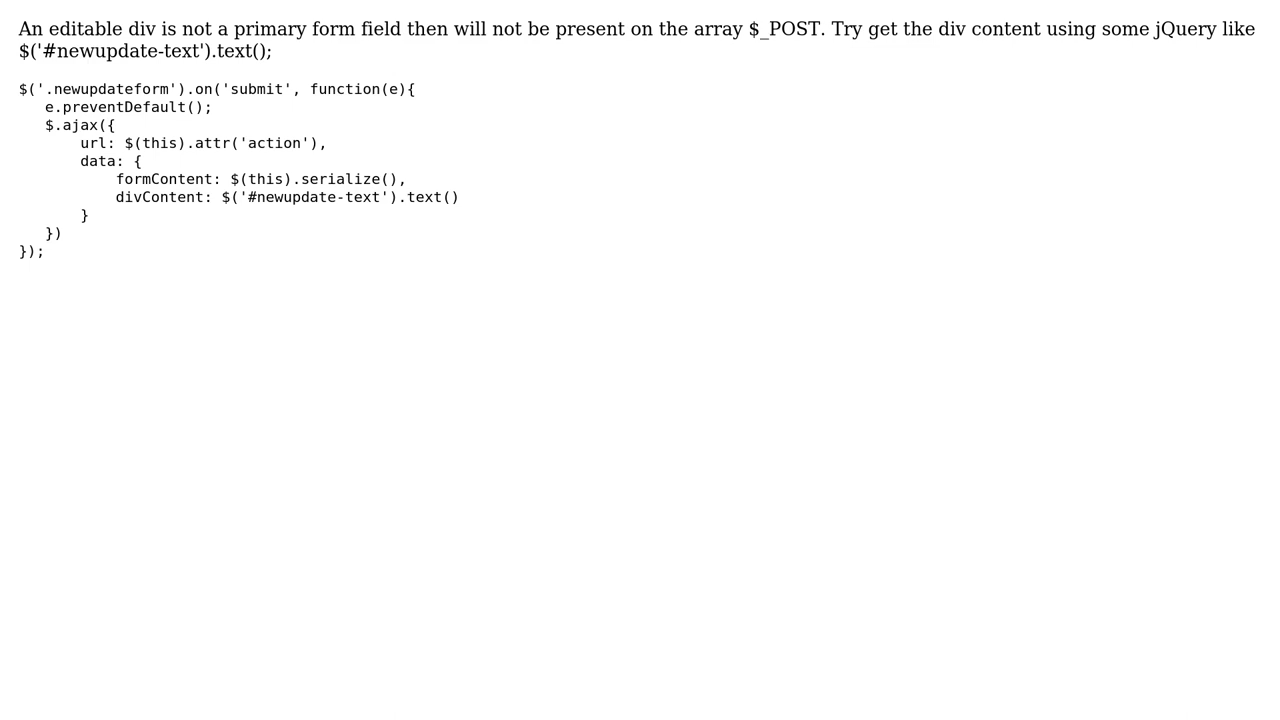 An editable div is not a primary form field then will not be present on the array $_POST. Try get the div content using some jQuery like
$('#newupdate-text').text();
$('.newupdateform').on('submit', function(e){
   e.preventDefault();
   $.ajax({
       url: $(this).attr('action'),
       data: {
           formContent: $(this).serialize(),
           divContent: $('#newupdate-text').text()
       }
   })
});